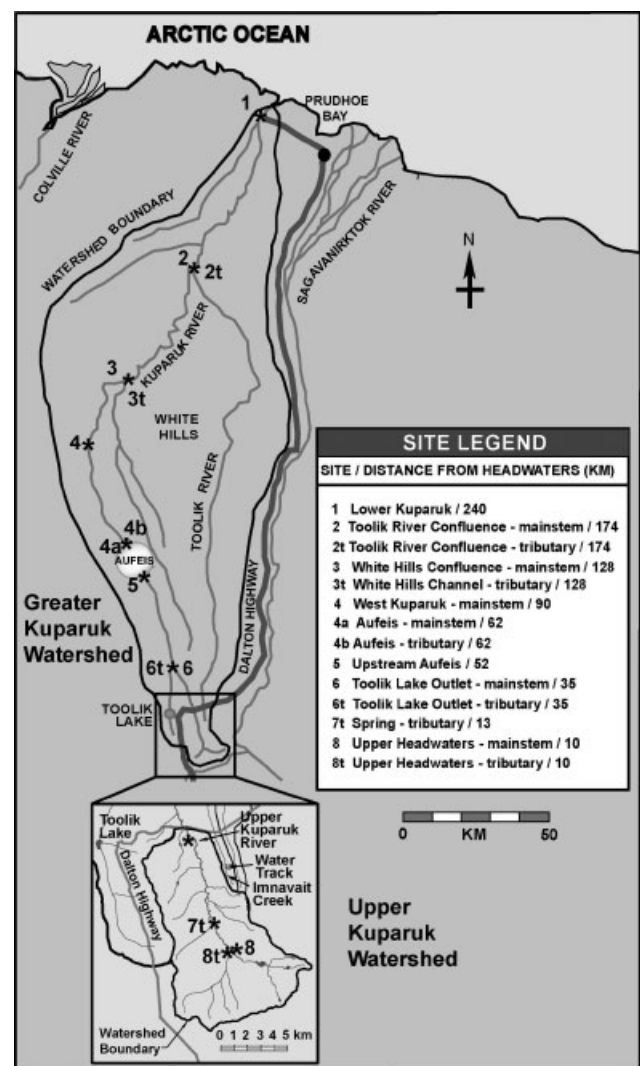 ARCTIC OCEAN
1
PRUDHOE
BAY
COLVILLE RIVER
WATERSHED BOUNDARY
SAGAVANIRKTOK RIVER
N
2
2t
KUPARUK RIVER
3
3t
WHITE
HILLS
4
TOOLIK RIVER
4b
4a
AUFEIS
5
DALTON HIGHWAY
Greater
Kuparuk
Watershed
6t
6
TOOLIK
LAKE
SITE LEGEND
SITE / DISTANCE FROM HEADWATERS (KM)
1 Lower Kuparuk / 240
2 Toolik River Confluence - mainstem / 174
2t Toolik River Confluence - tributary / 174
3 White Hills Confluence - mainstem / 128
3t White Hills Channel - tributary / 128
4 West Kuparuk - mainstem / 90
4a Aufeis - mainstem / 62
4b Aufeis - tributary / 62
5 Upstream Aufeis / 52
6 Toolik Lake Outlet - mainstem / 35
6t Toolik Lake Outlet - tributary / 35
7t Spring - tributary / 13
8 Upper Headwaters - mainstem / 10
8t Upper Headwaters - tributary / 10
0 KM 50
Toolik
Lake
Dalton Highway
Upper
Kuparuk
River
Water
Track
Imnavait
Creek
7t
8t
8
Watershed
Boundary
0 1 2 3 4 5 km
Upper
Kuparuk
Watershed